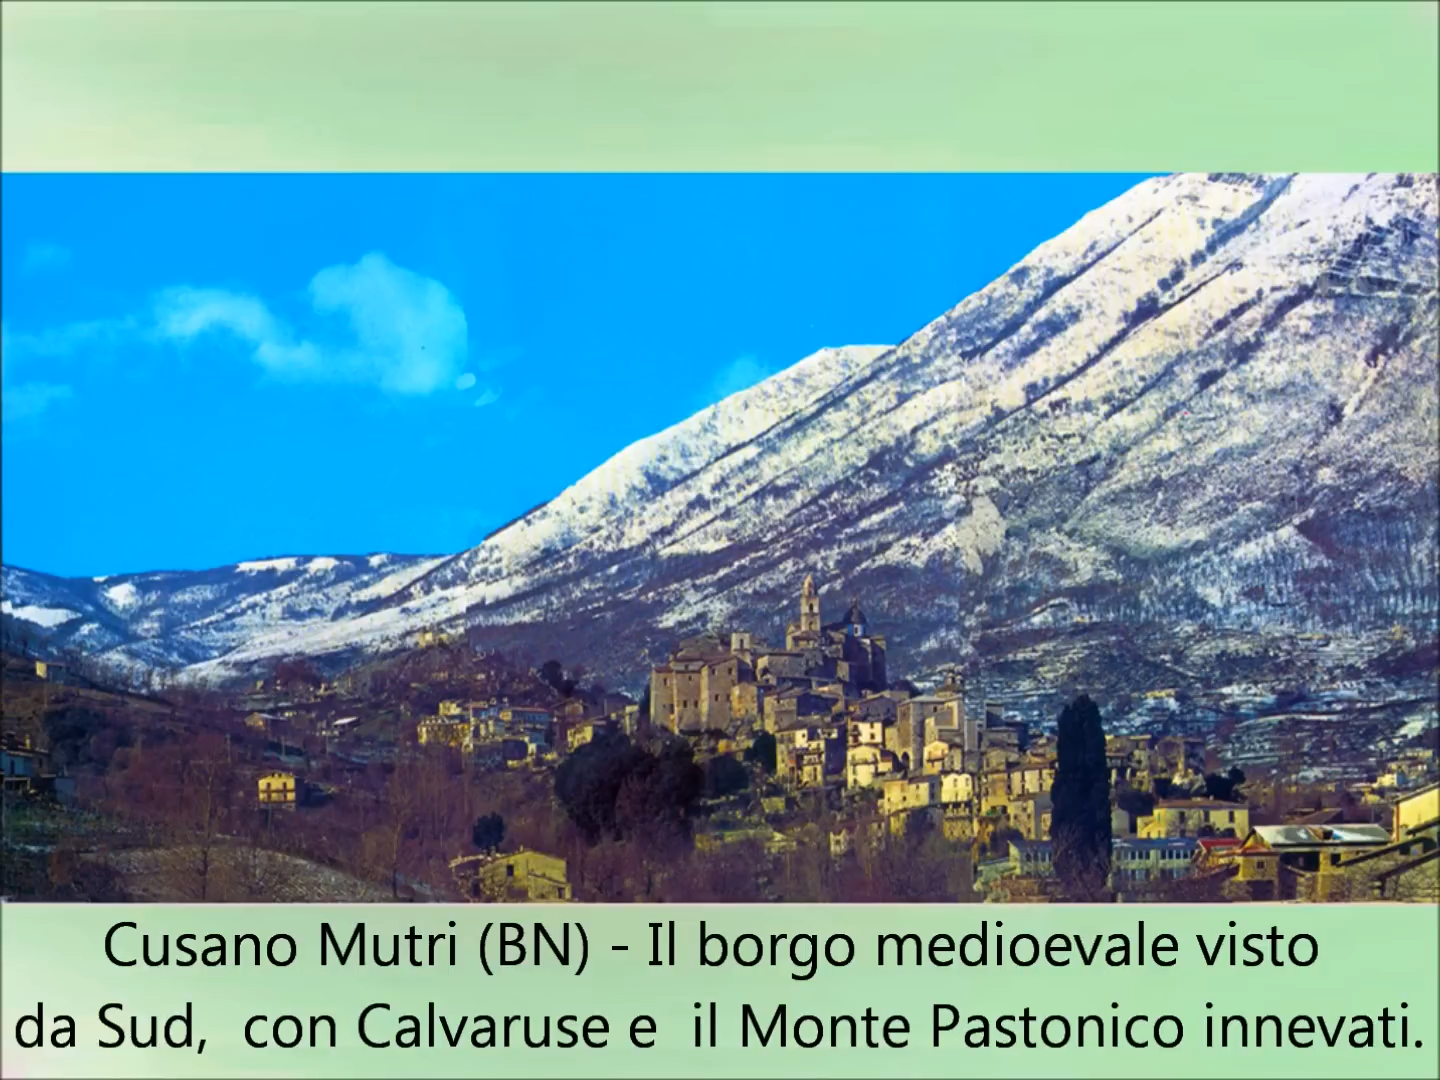 Cusano Mutri (BN) - Il borgo medioevale visto
da Sud,  con Calvaruse e  il Monte Pastonico innevati.